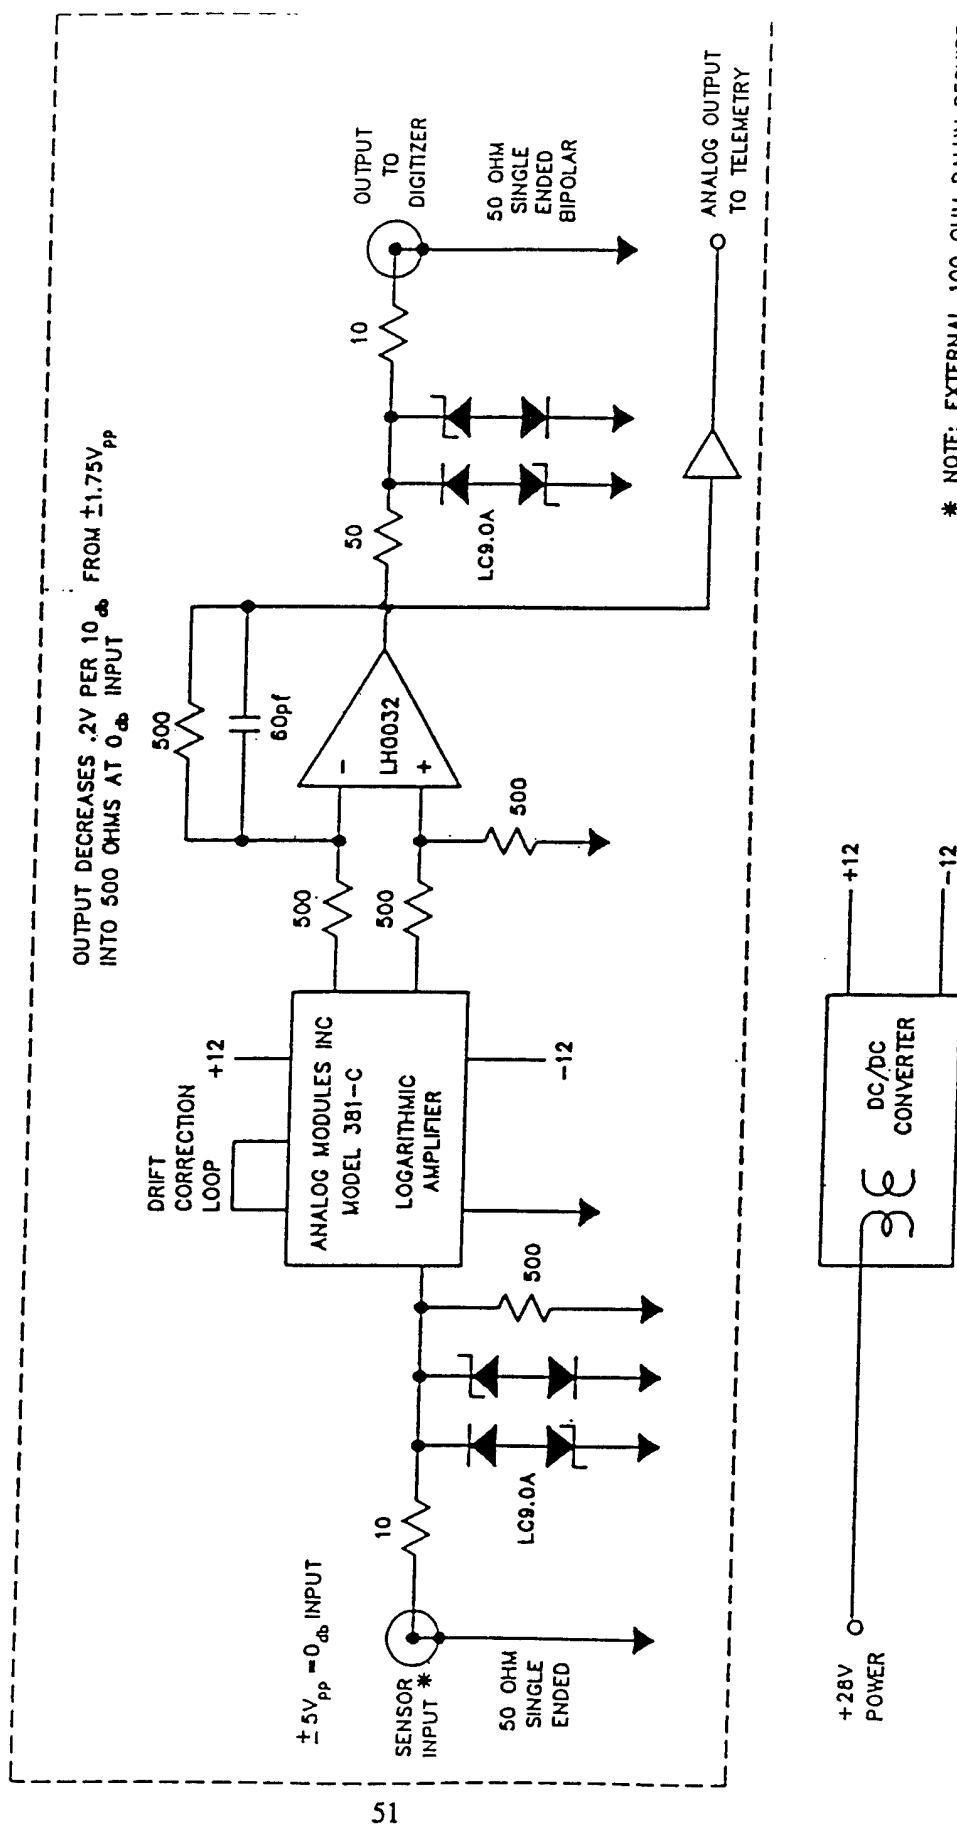 OUTPUT DECREASES .2V PER 10 db FROM ±1.75Vpp
INTO 500 OHMS AT 0db INPUT
±5Vpp = 0db INPUT
SENSOR
INPUT *
50 OHM
SINGLE
ENDED
10
LC9.0A
500
DRIFT
CORRECTION
LOOP
+12
ANALOG MODULES INC
MODEL 381-C
LOGARITHMIC
AMPLIFIER
-12
500
500
500
60pf
-
LH0032
+
500
50
LC9.0A
10
OUTPUT
TO
DIGITIZER
50 OHM
SINGLE
ENDED
BIPOLAR
ANALOG OUTPUT
TO TELEMETRY
+28V
POWER
DC/DC
CONVERTER
+12
-12
* NOTE: EXTERNAL 100 OHM BALUN
51